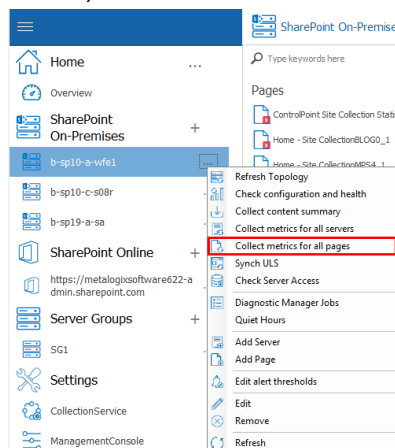 SharePoint On-Premise
Home
...
Type keywords here
Overview
Pages
SharePoint
On-Premises
+
ControlPoint Site Collection Stati
Home - Site CollectionBLOG0_1
b-sp10-a-wfe1
...
Home - Site CollectionMPS4_1
Refresh Topology
Check configuration and health
b-sp10-c-s08r
Collect content summary
Collect metrics for all servers
b-sp19-a-sa
Collect metrics for all pages
SharePoint Online
+
Synch ULS
Check Server Access
https://metalogixsoftware622-a
dmin.sharepoint.com
Diagnostic Manager Jobs
Server Groups
+
Quiet Hours
Add Server
SG1
Add Page
Settings
Edit alert thresholds
Edit
CollectionService
Remove
ManagementConsole
Refresh